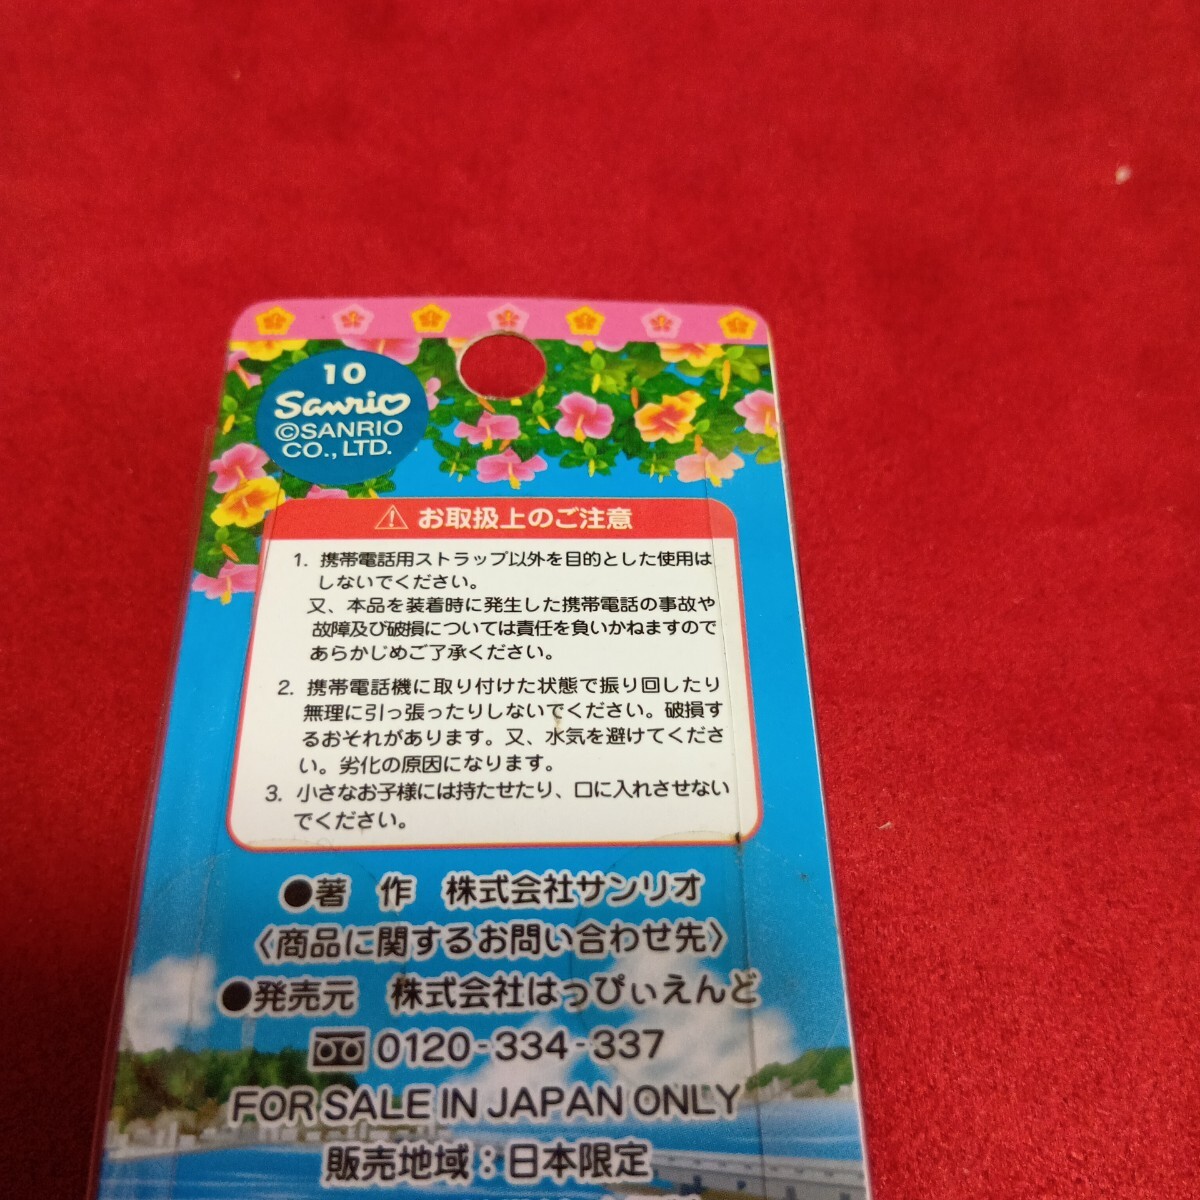 10
Sanrio
©SANRIO
CO., LTD.
⚠ お取扱上のご注意
1. 携帯電話用ストラップ以外を目的とした使用は
しないでください。
又、本品を装着時に発生した携帯電話の事故や
故障及び破損については責任を負いかねますので
あらかじめご了承ください。
2. 携帯電話機に取り付けた状態で振り回したり
無理に引っ張ったりしないでください。破損す
るおそれがあります。又、水気を避けてくださ
い。劣化の原因になります。
3. 小さなお子様には持たせたり、口に入れさせない
でください。
●著 作 株式会社サンリオ
〈商品に関するお問い合わせ先〉
●発売元 株式会社はっぴぃえんど
0120-334-337
FOR SALE IN JAPAN ONLY
販売地域:日本限定